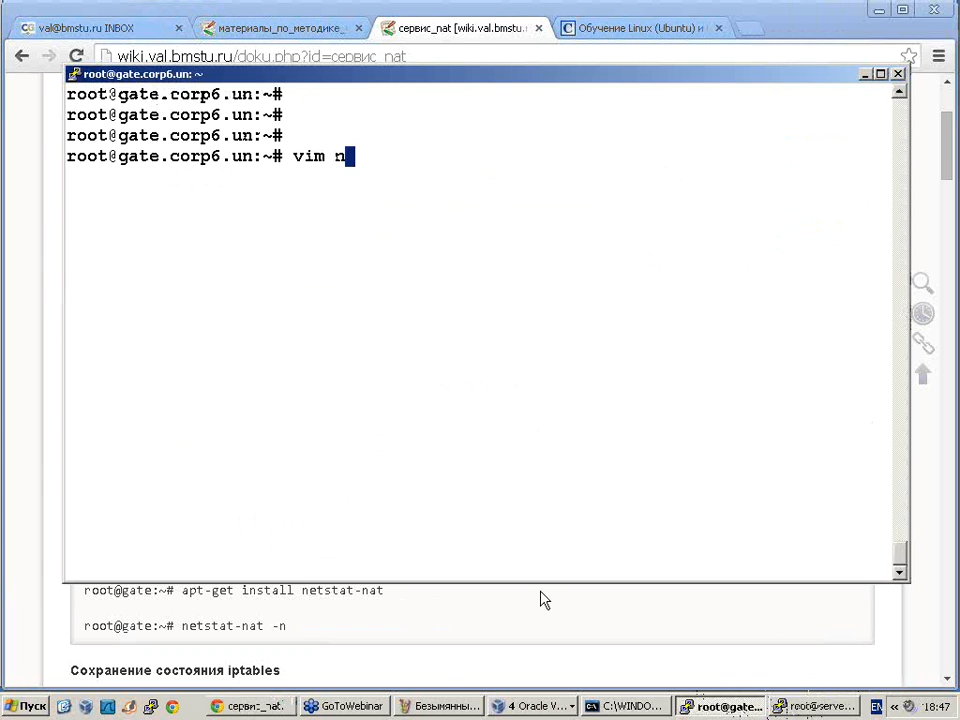 val@bmstu.ru INBOX
материалы_по_методике_
сервис_nat [wiki.val.bmstu.r
Обучение Linux (Ubuntu) и
wiki.val.bmstu.ru/doku.php?id=сервис_nat
root@gate.corp6.un: ~
root@gate.corp6.un:~#
root@gate.corp6.un:~#
root@gate.corp6.un:~#
root@gate.corp6.un:~# vim n
root@gate:~# apt-get install netstat-nat
root@gate:~# netstat-nat -n
Сохранение состояния iptables
Пуск
сервис_nat
GoToWebinar
Безымянны...
4 Oracle V...
C:\WINDO...
root@gate...
root@serve...
EN
18:47